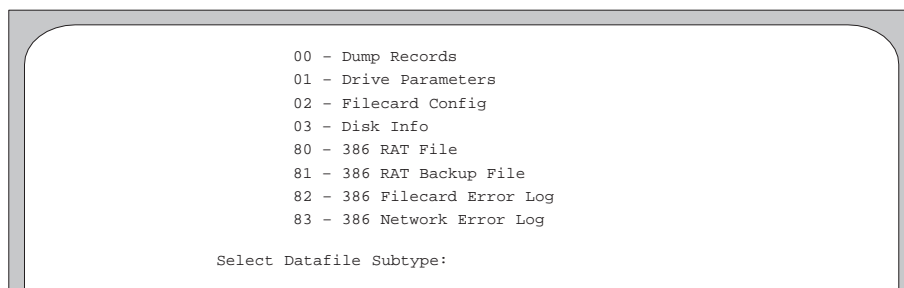 00 – Dump Records
01 – Drive Parameters
02 – Filecard Config
03 – Disk Info
80 – 386 RAT File
81 – 386 RAT Backup File
82 – 386 Filecard Error Log
83 – 386 Network Error Log
Select Datafile Subtype: